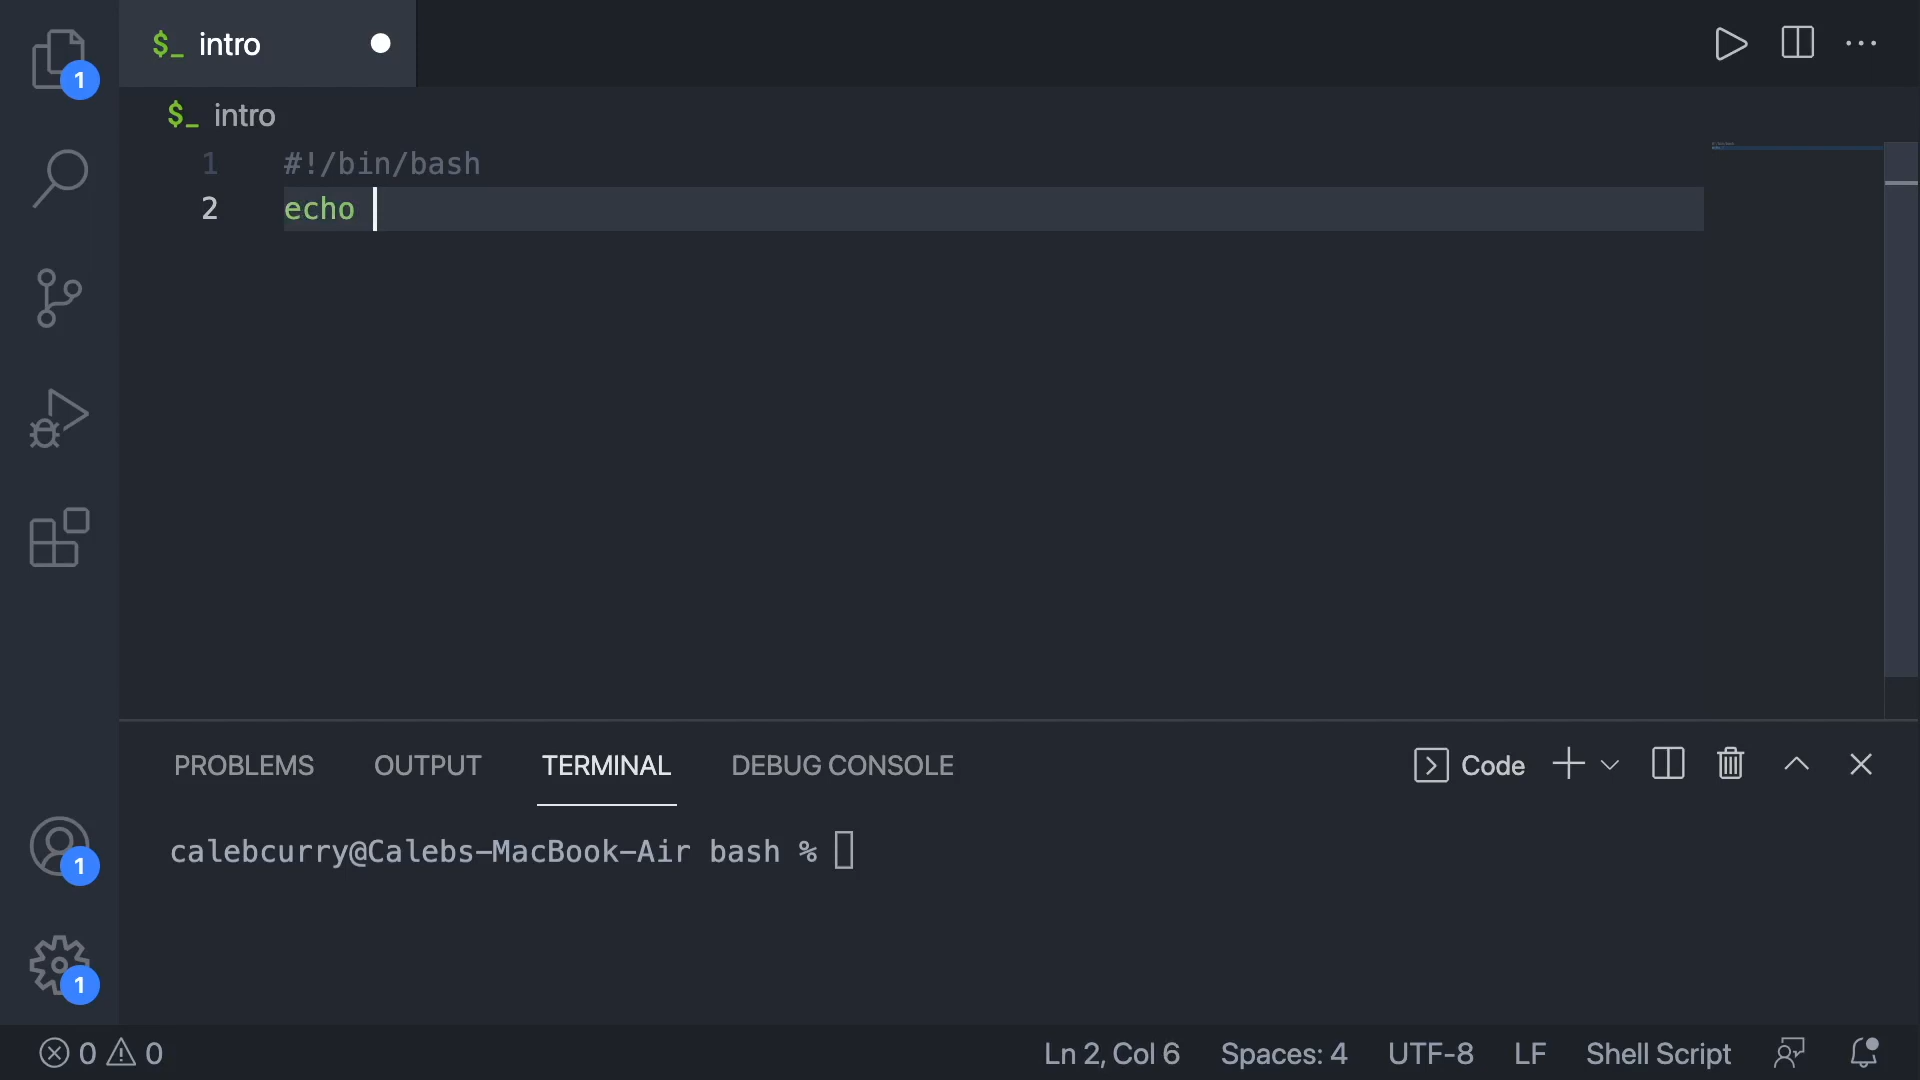 $_ intro
1
$_ intro
1 #!/bin/bash
2 echo
PROBLEMS OUTPUT TERMINAL DEBUG CONSOLE Code
calebcurry@Calebs-MacBook-Air bash %
1
1
0 0 Ln 2, Col 6 Spaces: 4 UTF-8 LF Shell Script